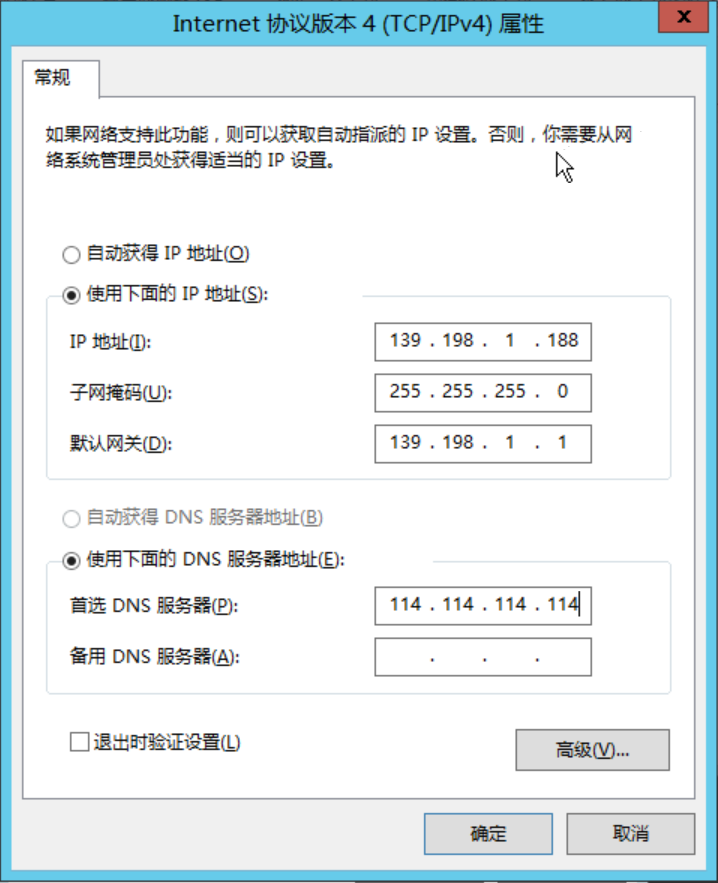 Internet 协议版本 4 (TCP/IPv4) 属性
x
常规
如果网络支持此功能，则可以获取自动指派的 IP 设置。否则，你需要从网
络系统管理员处获得适当的 IP 设置。
自动获得 IP 地址(O)
使用下面的 IP 地址(S):
IP 地址(I): 139 . 198 . 1 . 188
子网掩码(U): 255 . 255 . 255 . 0
默认网关(D): 139 . 198 . 1 . 1
自动获得 DNS 服务器地址(B)
使用下面的 DNS 服务器地址(E):
首选 DNS 服务器(P): 114 . 114 . 114 . 114
备用 DNS 服务器(A): . . .
退出时验证设置(L)
高级(V)...
确定 取消